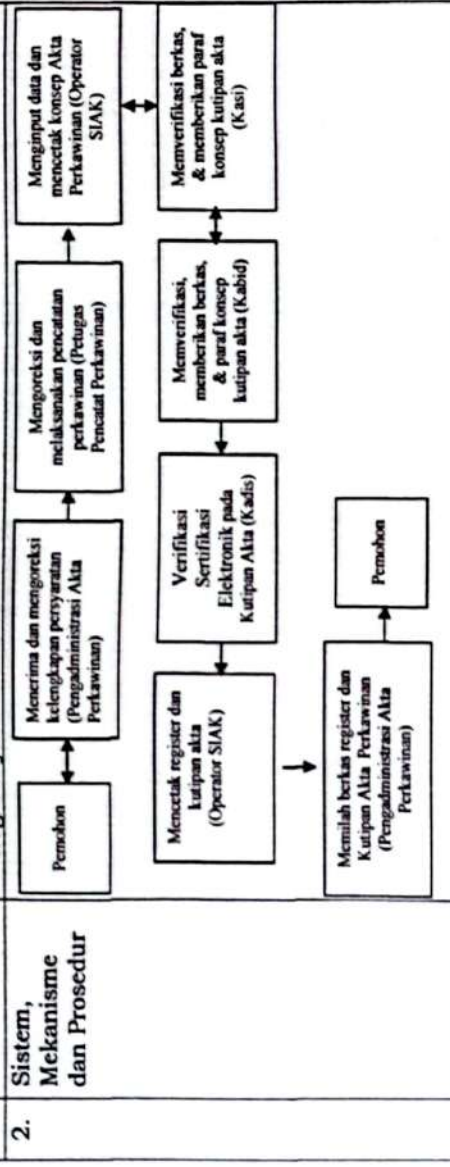 2.
Sistem,
Mekanisme
dan Prosedur
Pemohon
Menerima dan mengoreksi
kelengkapan persyaratan
(Pengadministrasi Akta
Perkawinan)
Mengoreksi dan
melaksanakan pencatatan
perkawinan (Petugas
Pencatat Perkawinan)
Menginput data dan
mencetak konsep Akta
Perkawinan (Operator
SIAK)
Memverifikasi berkas,
& memberikan paraf
konsep kutipan akta
(Kasi)
Memverifikasi,
memberikan berkas,
& paraf konsep
kutipan akta (Kabid)
Verifikasi
Sertifikasi
Elektronik pada
Kutipan Akta (Kadis)
Mencetak register dan
kutipan akta
(Operator SIAK)
Memilah berkas register dan
Kutipan Akta Perkawinan
(Pengadministrasi Akta
Perkawinan)
Pemohon